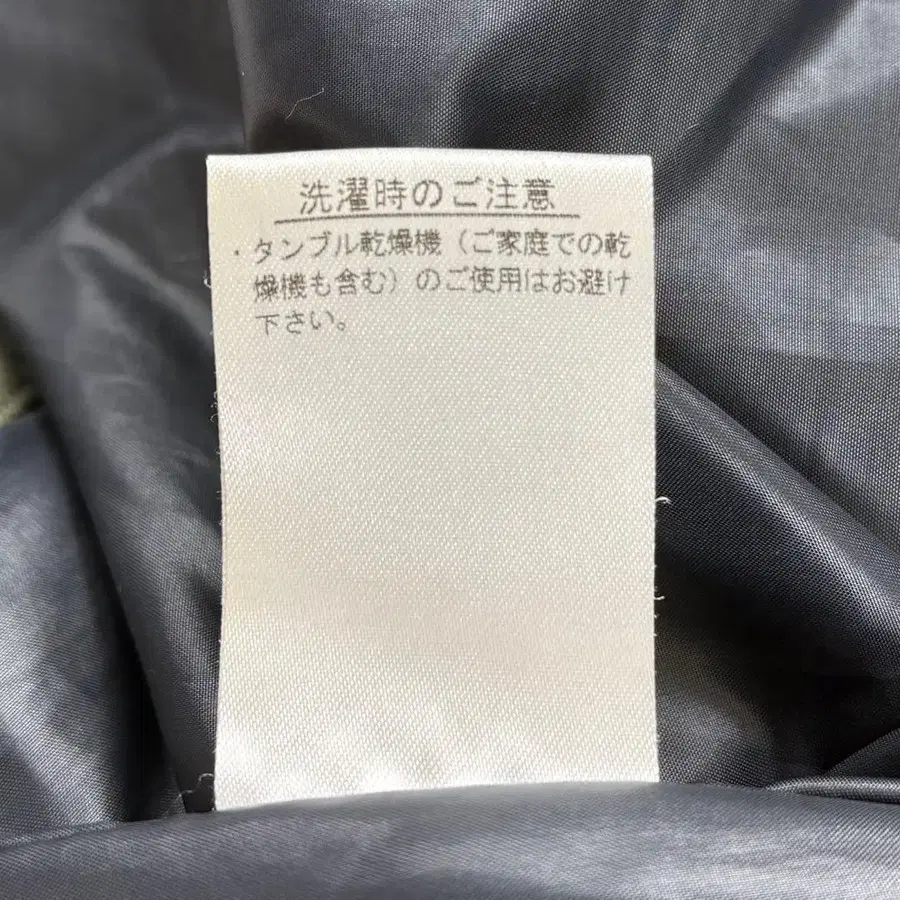 洗濯時のご注意
・タンブル乾燥機（ご家庭での乾
燥機も含む）のご使用はお避け
下さい。